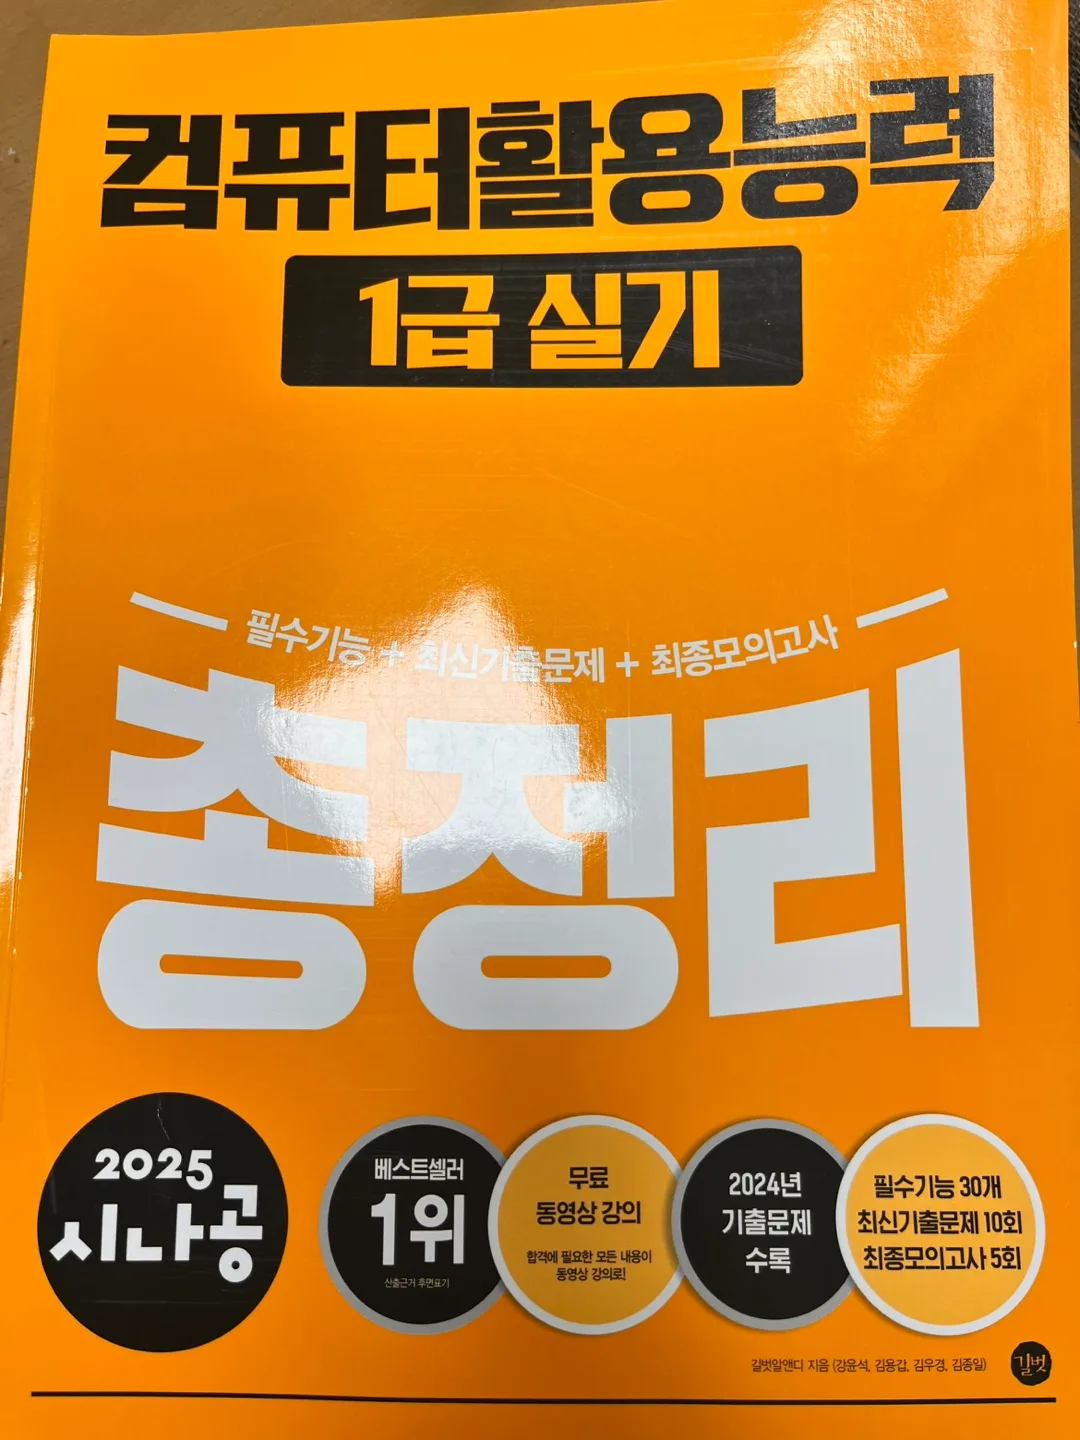 컴퓨터활용능력
1급 실기
필수기능 + 최신기출문제 + 최종모의고사
총정리
2025
시나공
베스트셀러
1위
산출근거 후면표기
무료
동영상 강의
합격에 필요한 모든 내용이
동영상 강의로!
2024년
기출문제
수록
필수기능 30개
최신기출문제 10회
최종모의고사 5회
길벗알앤디 지음 (강윤석, 김용갑, 김우경, 김종일)
길벗